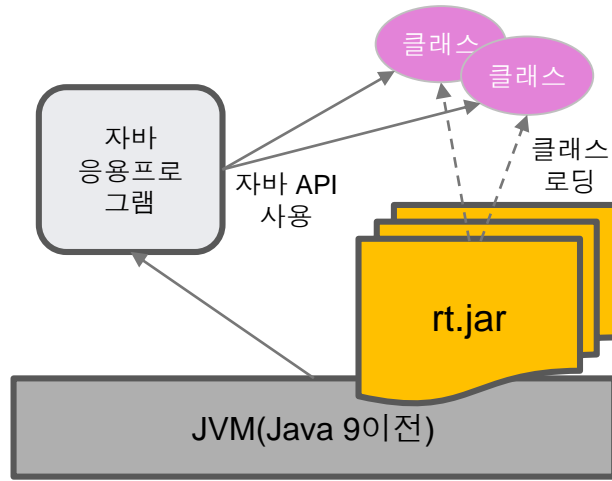 클래스
클래스
자바
응용프로
그램
자바 API
사용
클래스
로딩
rt.jar
JVM(Java 9이전)